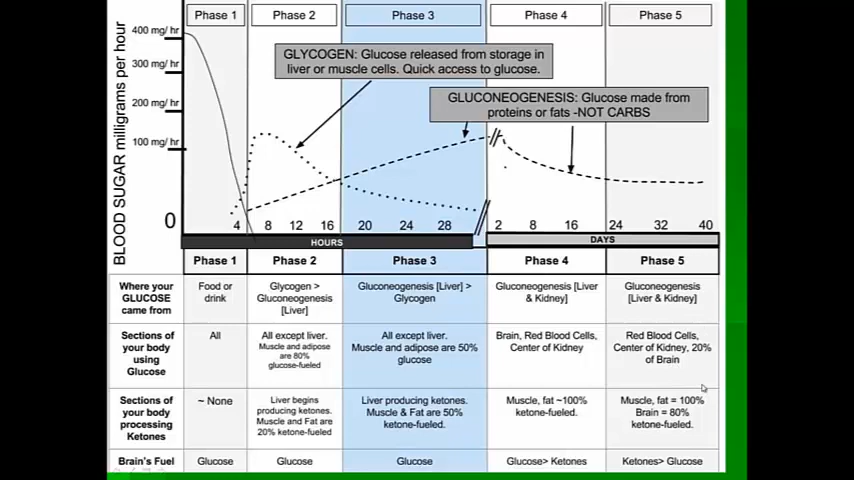 Phase 1
Phase 2
Phase 3
Phase 4
Phase 5
BLOOD SUGAR milligrams per hour
400 mg/ hr
300 mg/ hr
200 mg/ hr
100 mg/ hr
0
GLYCOGEN: Glucose released from storage in
liver or muscle cells. Quick access to glucose.
GLUCONEOGENESIS: Glucose made from
proteins or fats -NOT CARBS
4 8 12 16 20 24 28 2 8 16 24 32 40
HOURS
DAYS
Phase 1
Phase 2
Phase 3
Phase 4
Phase 5
Where your
GLUCOSE
came from
Food or
drink
Glycogen >
Gluconeogenesis
[Liver]
Gluconeogenesis [Liver] >
Glycogen
Gluconeogenesis [Liver
& Kidney]
Gluconeogenesis
[Liver & Kidney]
Sections of
your body
using
Glucose
All
All except liver.
Muscle and adipose
are 80%
glucose-fueled
All except liver.
Muscle and adipose 50%
glucose
Brain, Red Blood Cells,
Center of Kidney
Red Blood Cells,
Center of Kidney, 20%
of Brain
Sections of
your body
processing
Ketones
~ None
Liver begins
producing ketones.
Muscle and Fat are
20% ketone-fueled
Liver producing ketones.
Muscle & Fat are 50%
ketone-fueled.
Muscle, fat ~100%
ketone-fueled.
Muscle, fat = 100%
Brain = 80%
ketone-fueled.
Brain's Fuel
Glucose
Glucose
Glucose
Glucose> Ketones
Ketones> Glucose